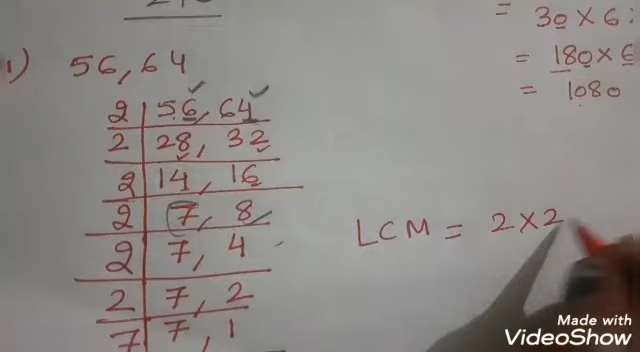 = 30 × 6
= 180 × 6
= 1080
1) 56, 64
2 | 56, 64
2 | 28, 32
2 | 14, 16
2 | 7, 8
2 | 7, 4
2 | 7, 2
7 | 7, 1
LCM = 2 × 2
Made with
VideoShow